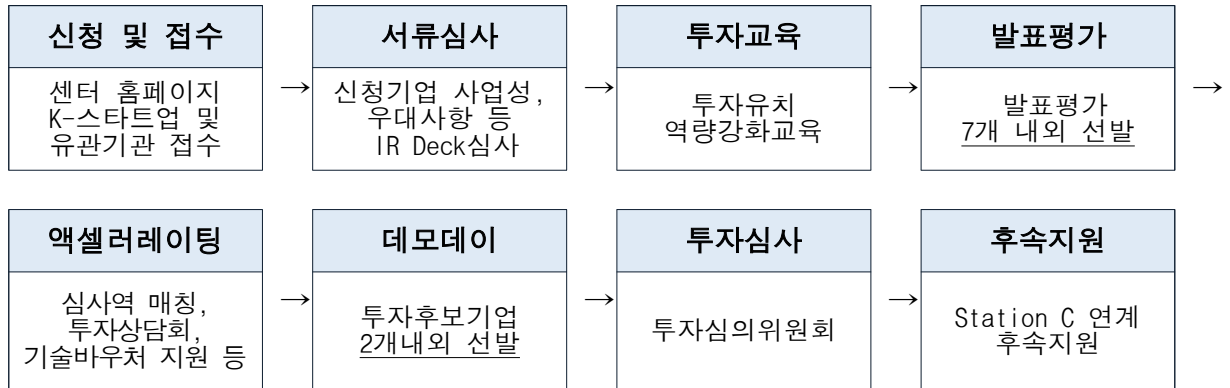 신청 및 접수
센터 홈페이지
K-스타트업 및
유관기관 접수
→
서류심사
신청기업 사업성,
우대사항 등
IR Deck심사
→
투자교육
투자유치
역량강화교육
→
발표평가
발표평가
7개 내외 선발
→
액셀러레이팅
심사역 매칭,
투자상담회,
기술바우처 지원 등
→
데모데이
투자후보기업
2개내외 선발
→
투자심사
투자심의위원회
→
후속지원
Station C 연계
후속지원